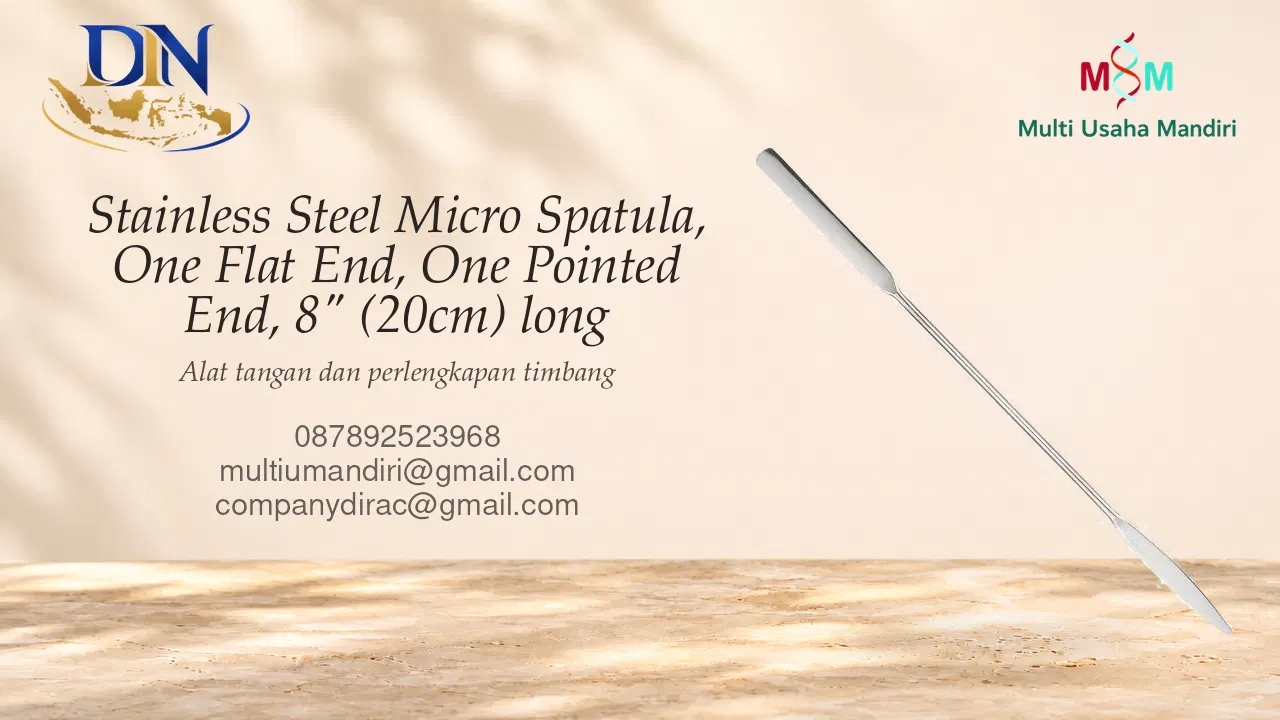 DIN
M M
Multi Usaha Mandiri
Stainless Steel Micro Spatula,
One Flat End, One Pointed
End, 8" (20cm) long
Alat tangan dan perlengkapan timbang
087892523968
multiumandiri@gmail.com
companydirac@gmail.com